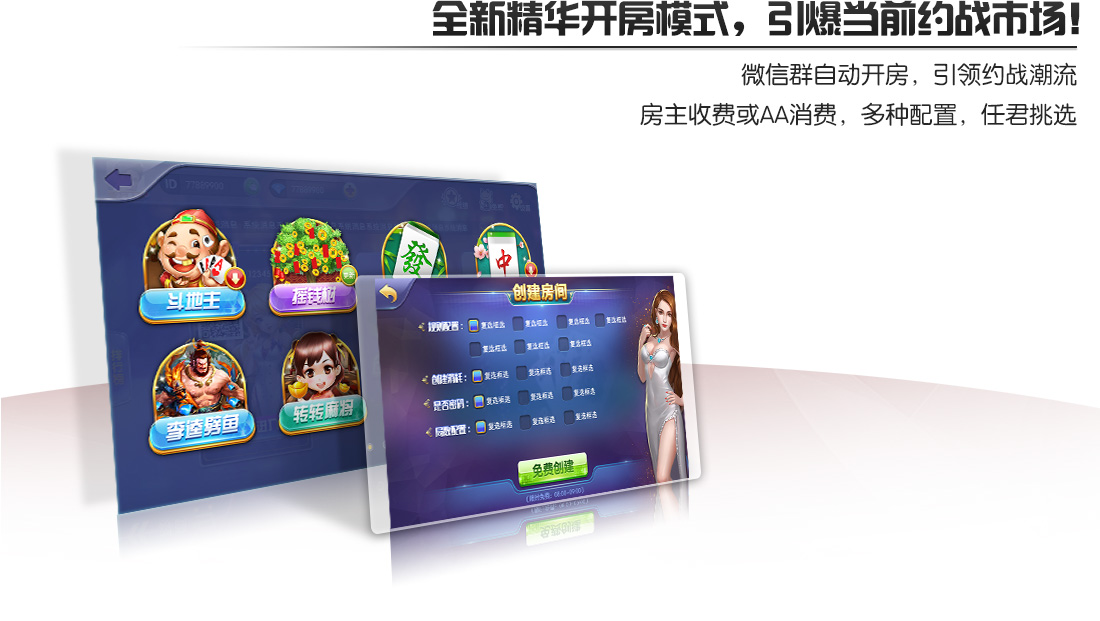 全新精华开房模式，引爆当前约战市场！
微信群自动开房，引领约战潮流
房主收费或AA消费，多种配置，任君挑选
ID
斗地主
摇钱树
發
中
李逵劈鱼
转转麻将
创建房间
规则配置： 复选框选 复选框选 复选框选 复选框选
复选框选 复选框选 复选框选
创建消耗： 复选框选 复选框选 复选框选
是否密码： 复选框选 复选框选 复选框选
局数配置： 复选框选 复选框选 复选框选
免费创建